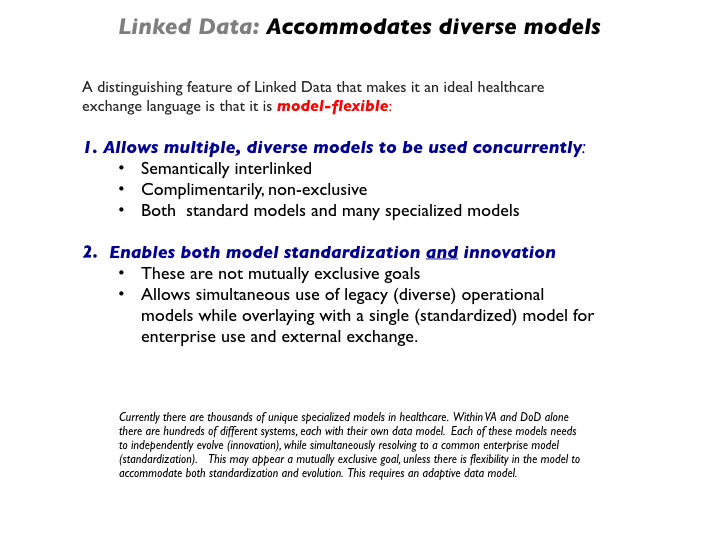 Linked Data: Accommodates diverse models
A distinguishing feature of Linked Data that makes it an ideal healthcare
exchange language is that it is model-flexible:
1. Allows multiple, diverse models to be used concurrently:
• Semantically interlinked
• Complimentarily, non-exclusive
• Both standard models and many specialized models
2. Enables both model standardization and innovation
• These are not mutually exclusive goals
• Allows simultaneous use of legacy (diverse) operational
models while overlaying with a single (standardized) model for
enterprise use and external exchange.
Currently there are thousands of unique specialized models in healthcare. Within VA and DoD alone
there are hundreds of different systems, each with their own data model. Each of these models needs
to independently evolve (innovation), while simultaneously resolving to a common enterprise model
(standardization). This may appear a mutually exclusive goal, unless there is flexibility in the model to
accommodate both standardization and evolution. This requires an adaptive data model.